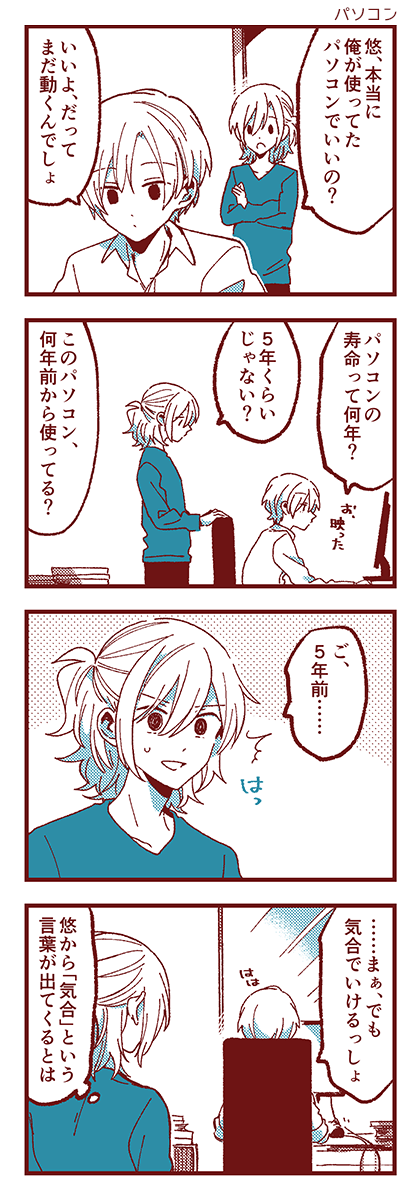 パソコン
悠、本当に
俺が使ってた
パソコンでいいの？
いいよ、だって
まだ動くんでしょ
パソコンの
寿命って何年？
お、
映った
５年くらい
じゃない？
このパソコン、
何年前から使ってる？
ご、
５年前……
はっ
……まぁ、でも
気合でいけるっしょ
はは
悠から「気合」という
言葉が出てくるとは